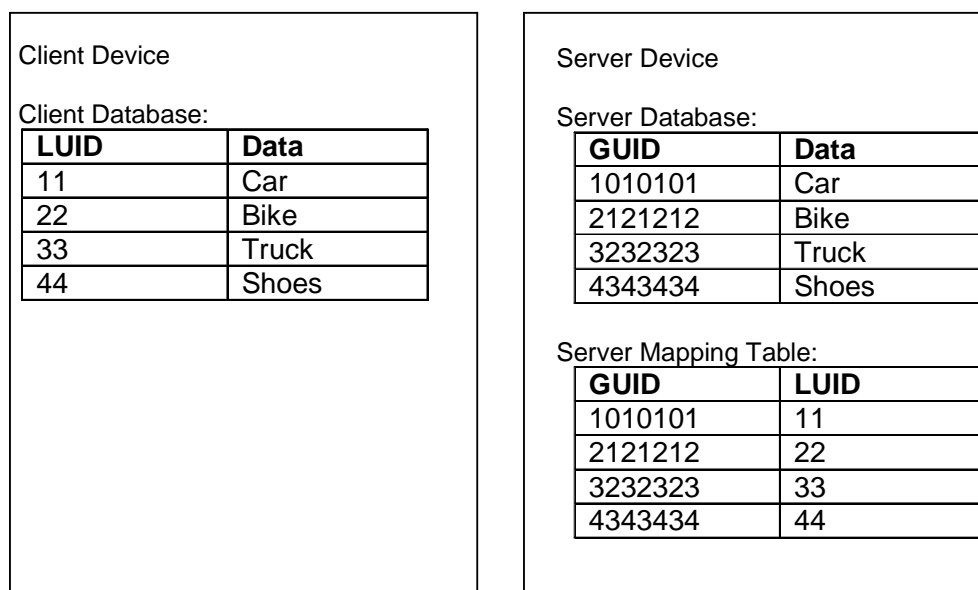 Client Device
Client Database:
LUID Data
11 Car
22 Bike
33 Truck
44 Shoes
Server Device
Server Database:
GUID Data
1010101 Car
2121212 Bike
3232323 Truck
4343434 Shoes
Server Mapping Table:
GUID LUID
1010101 11
2121212 22
3232323 33
4343434 44